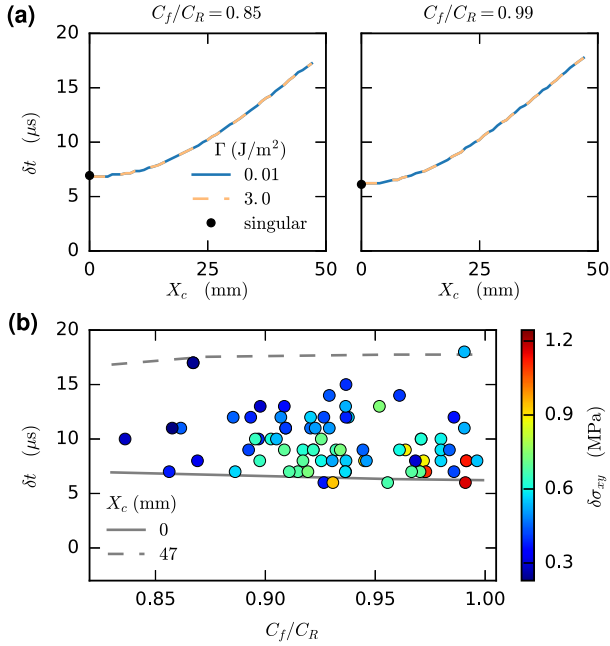 (a)
C_f/C_R = 0.85
C_f/C_R = 0.99
20
15
10
5
0
δt (μs)
Γ (J/m²)
0.01
3.0
singular
0 25 50
X_c (mm)
0 25 50
X_c (mm)
(b)
20
15
10
5
0
δt (μs)
X_c (mm)
0
47
0.85 0.90 0.95 1.00
C_f/C_R
1.2
0.9
0.6
0.3
δσ_xy (MPa)